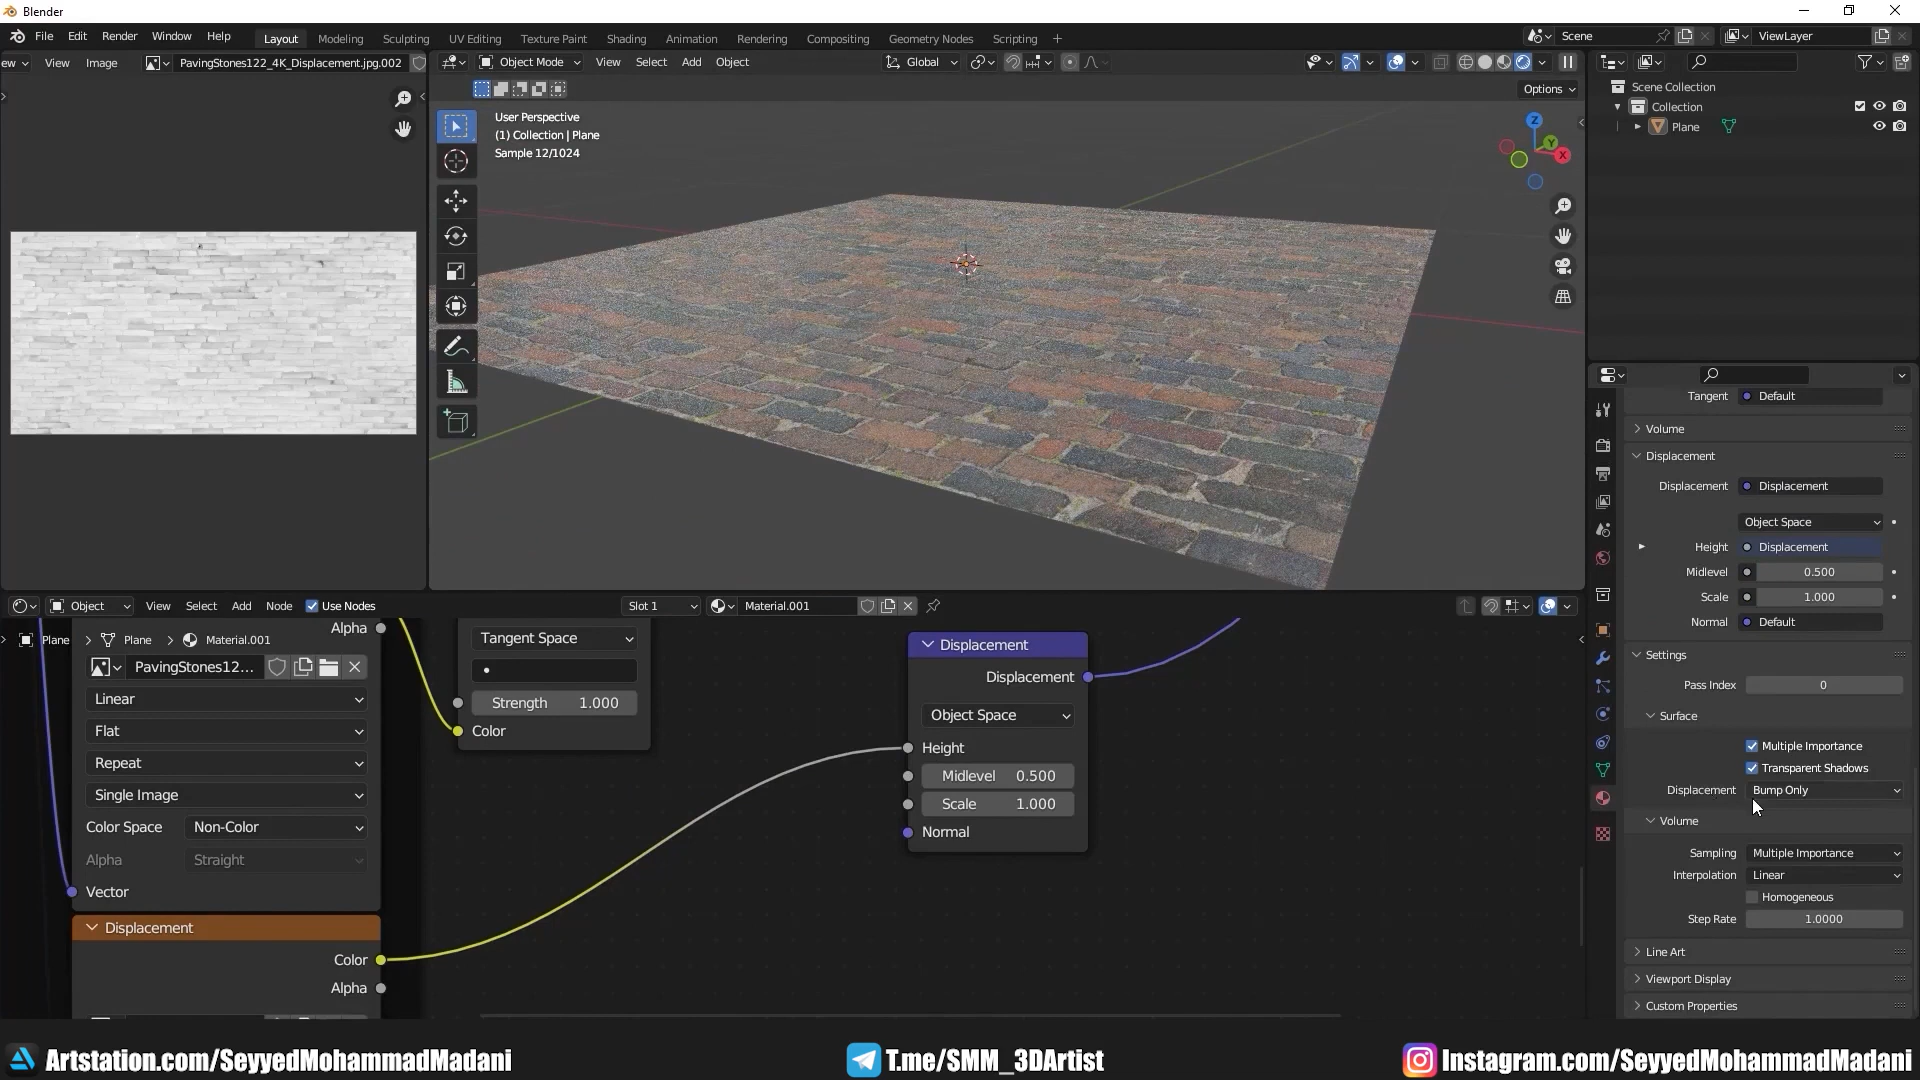 Blender
File Edit Render Window Help Layout Modeling Sculpting UV Editing Texture Paint Shading Animation Rendering Compositing Geometry Nodes Scripting + Scene ViewLayer
ew View Image PavingStones122_4K_Displacement.jpg.002 Object Mode View Select Add Object Global
Options
User Perspective
(1) Collection | Plane
Sample 12/1024
Z
Y
X
Scene Collection
Collection
Plane
Tangent Default
Volume
Displacement
Displacement Displacement
Object Space
Height Displacement
Midlevel 0.500
Scale 1.000
Normal Default
Settings
Pass Index 0
Surface
Multiple Importance
Transparent Shadows
Displacement Bump Only
Volume
Sampling Multiple Importance
Interpolation Linear
Homogeneous
Step Rate 1.0000
Line Art
Viewport Display
Custom Properties
Object View Select Add Node Use Nodes Slot 1 Material.001
Alpha
Plane > Plane > Material.001
PavingStones12...
Linear
Flat
Repeat
Single Image
Color Space Non-Color
Alpha Straight
Vector
Displacement
Color
Alpha
Tangent Space
Strength 1.000
Color
Displacement
Displacement
Object Space
Height
Midlevel 0.500
Scale 1.000
Normal
Artstation.com/SeyyedMohammadMadani T.me/SMM_3DArtist Instagram.com/SeyyedMohammadMadani